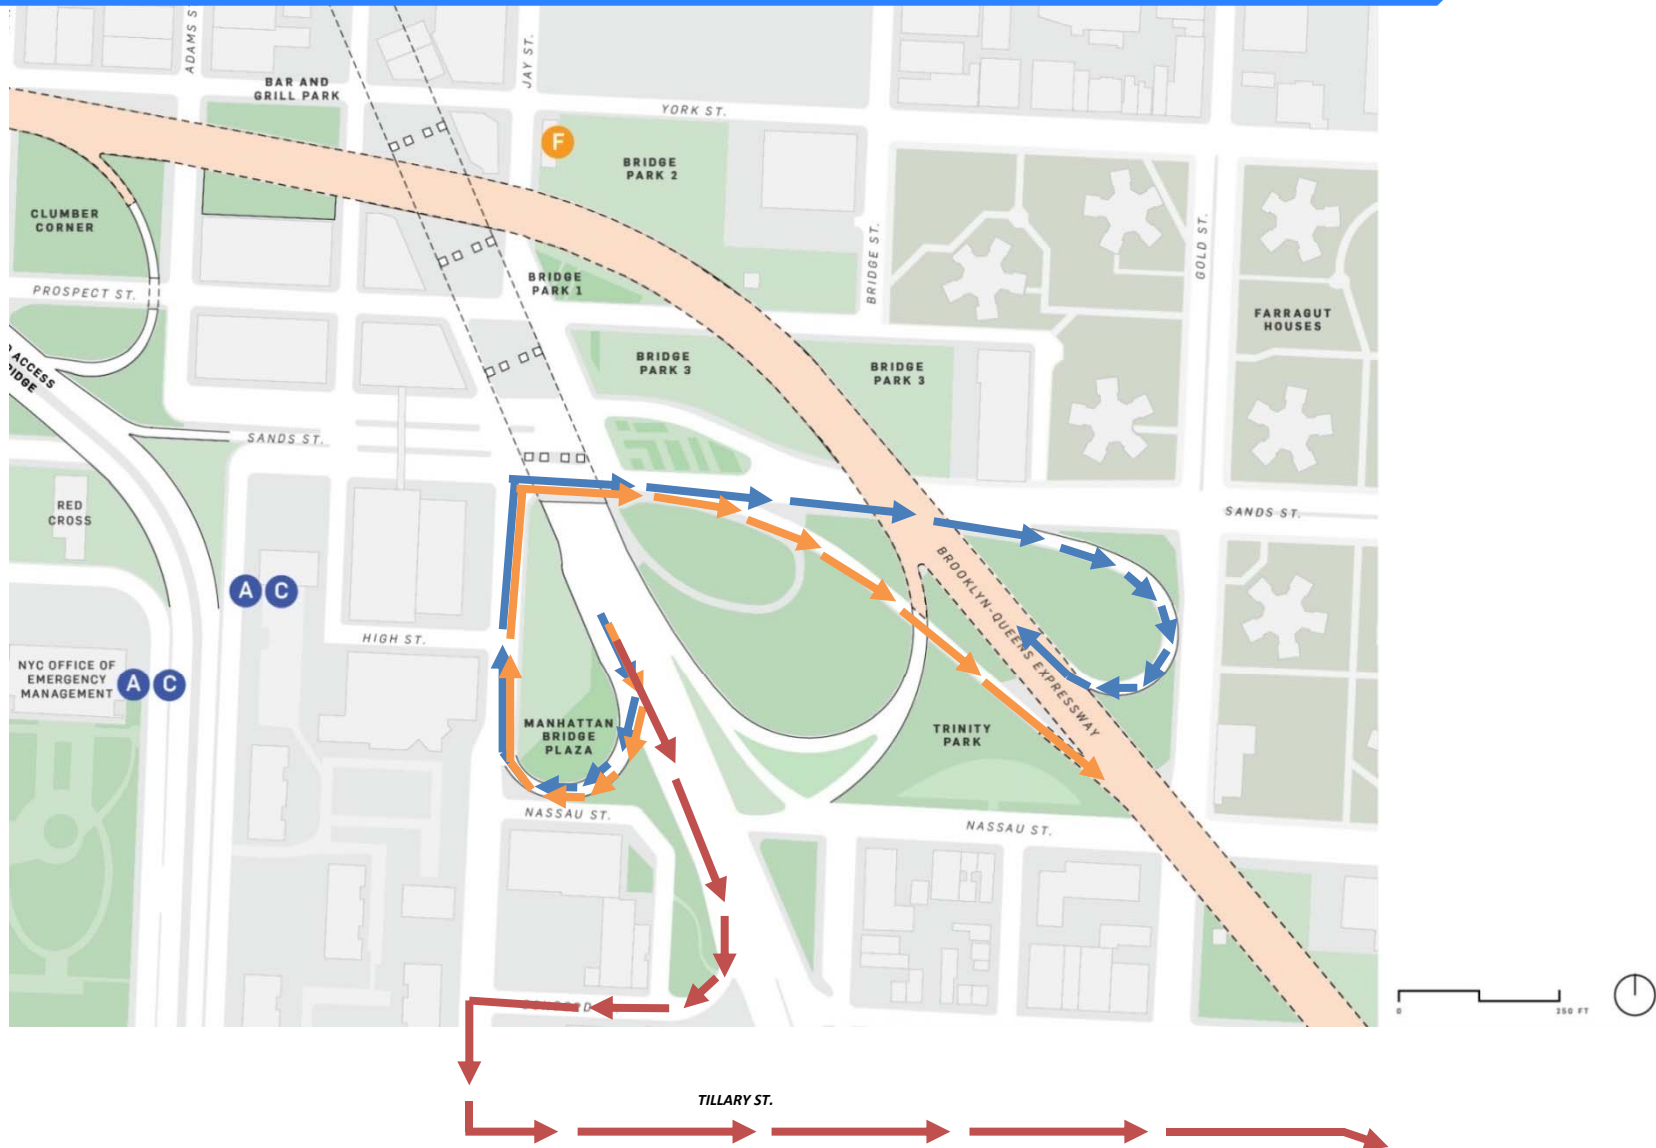 ADAMS S
BAR AND
GRILL PARK
JAY ST.
YORK ST.
F
BRIDGE
PARK 2
CLUMBER
CORNER
BRIDGE ST.
GOLD ST.
PROSPECT ST.
BRIDGE
PARK 1
FARRAGUT
HOUSES
ACCESS
IDGE
BRIDGE
PARK 3
BRIDGE
PARK 3
SANDS ST.
RED
CROSS
SANDS ST.
A C
BROOKLYN-QUEENS EXPRESSWAY
HIGH ST.
NYC OFFICE OF
EMERGENCY
MANAGEMENT
A C
MANHATTAN
BRIDGE
PLAZA
TRINITY
PARK
NASSAU ST.
NASSAU ST.
0
250 FT
TILLARY ST.